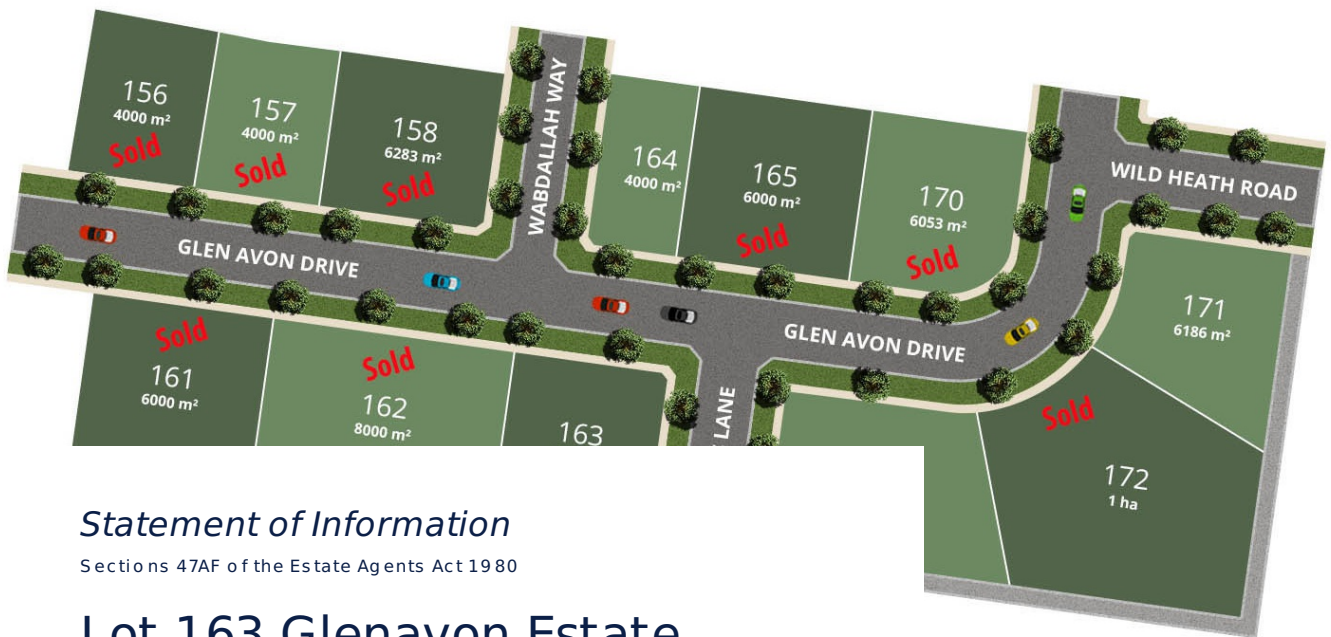 156
4000 m²
Sold
157
4000 m²
Sold
158
6283 m²
Sold
WABDALLAH WAY
164
4000 m²
165
6000 m²
Sold
170
6053 m²
Sold
WILD HEATH ROAD
GLEN AVON DRIVE
GLEN AVON DRIVE
171
6186 m²
Sold
161
6000 m²
Sold
162
8000 m²
163
LANE
Sold
172
1 ha
Statement of Information
Sections 47AF of the Estate Agents Act 1980
Lot 163 Glenavon Estate